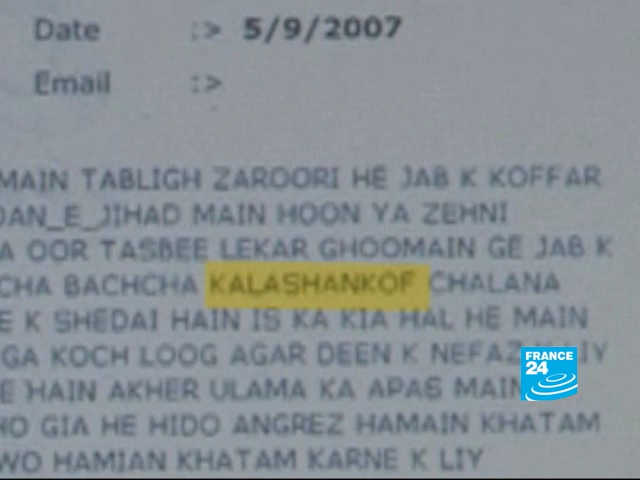 Date :> 5/9/2007
Email :>
MAIN TABLIGH ZAROORI HE JAB K KOFFAR
DAN_E_JIHAD MAIN HOON YA ZEHNI
A OOR TASBEE LEKAR GHOOMAIN GE JAB K
CHA BACHCHA KALASHANKOF CHALANA
E K SHEDAI HAIN IS KA KIA HAL HE MAIN
GA KOCH LOOG AGAR DEEN K NEFAZ LIY
E HAIN AKHER ULAMA KA APAS MAIN
HO GIA HE HIDO ANGREZ HAMAIN KHATAM
WO HAMIAN KHATAM KARNE K LIY
FRANCE
24